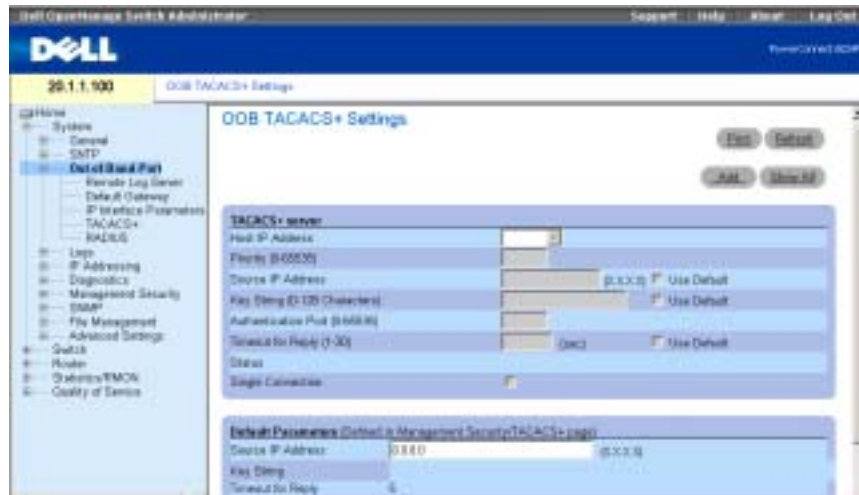 Dell OpenManage Switch Administrator
Support Help About Log Out
DELL
20.1.1.100
OOB TACACS+ Settings
Home
System
General
SNTP
Out of Band Port
Remote Log Server
Default Gateway
IP Interface Parameters
TACACS+
RADIUS
Logs
IP Addressing
Diagnostics
Management Security
SNMP
File Management
Advanced Settings
Switch
Router
Statistics/RMON
Quality of Service
OOB TACACS+ Settings
Print Refresh
Add Show All
TACACS+ server
Host IP Address
Priority (0-65535)
Source IP Address (X.X.X.X) Use Default
Key String (0-128 Characters) Use Default
Authentication Port (0-65535)
Timeout for Reply (1-30) (sec) Use Default
Status
Single Connection
Default Parameters (Defined in Management Security/TACACS+ page)
Source IP Address 0.0.0.0 (X.X.X.X)
Key String
Timeout for Reply 5